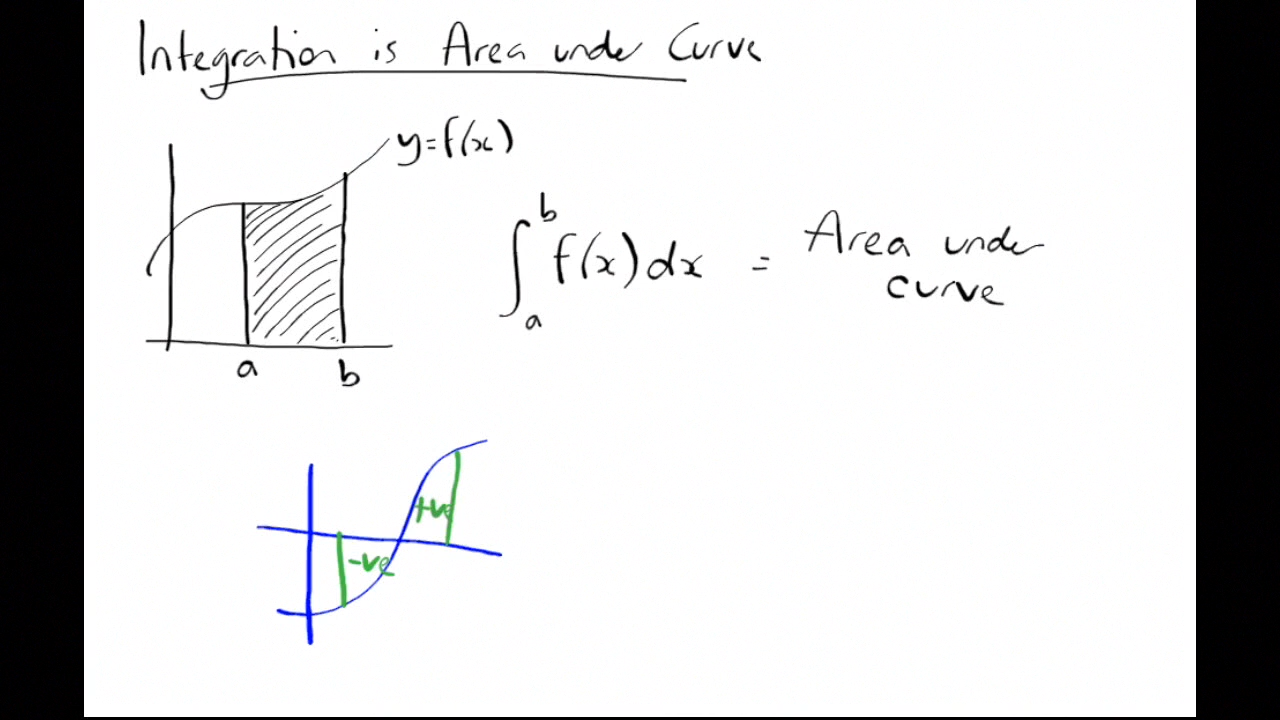 Integration is Area under Curve
y=f(x)
∫ₐᵇ f(x)dx = Area under
curve
a b
+ve
-ve